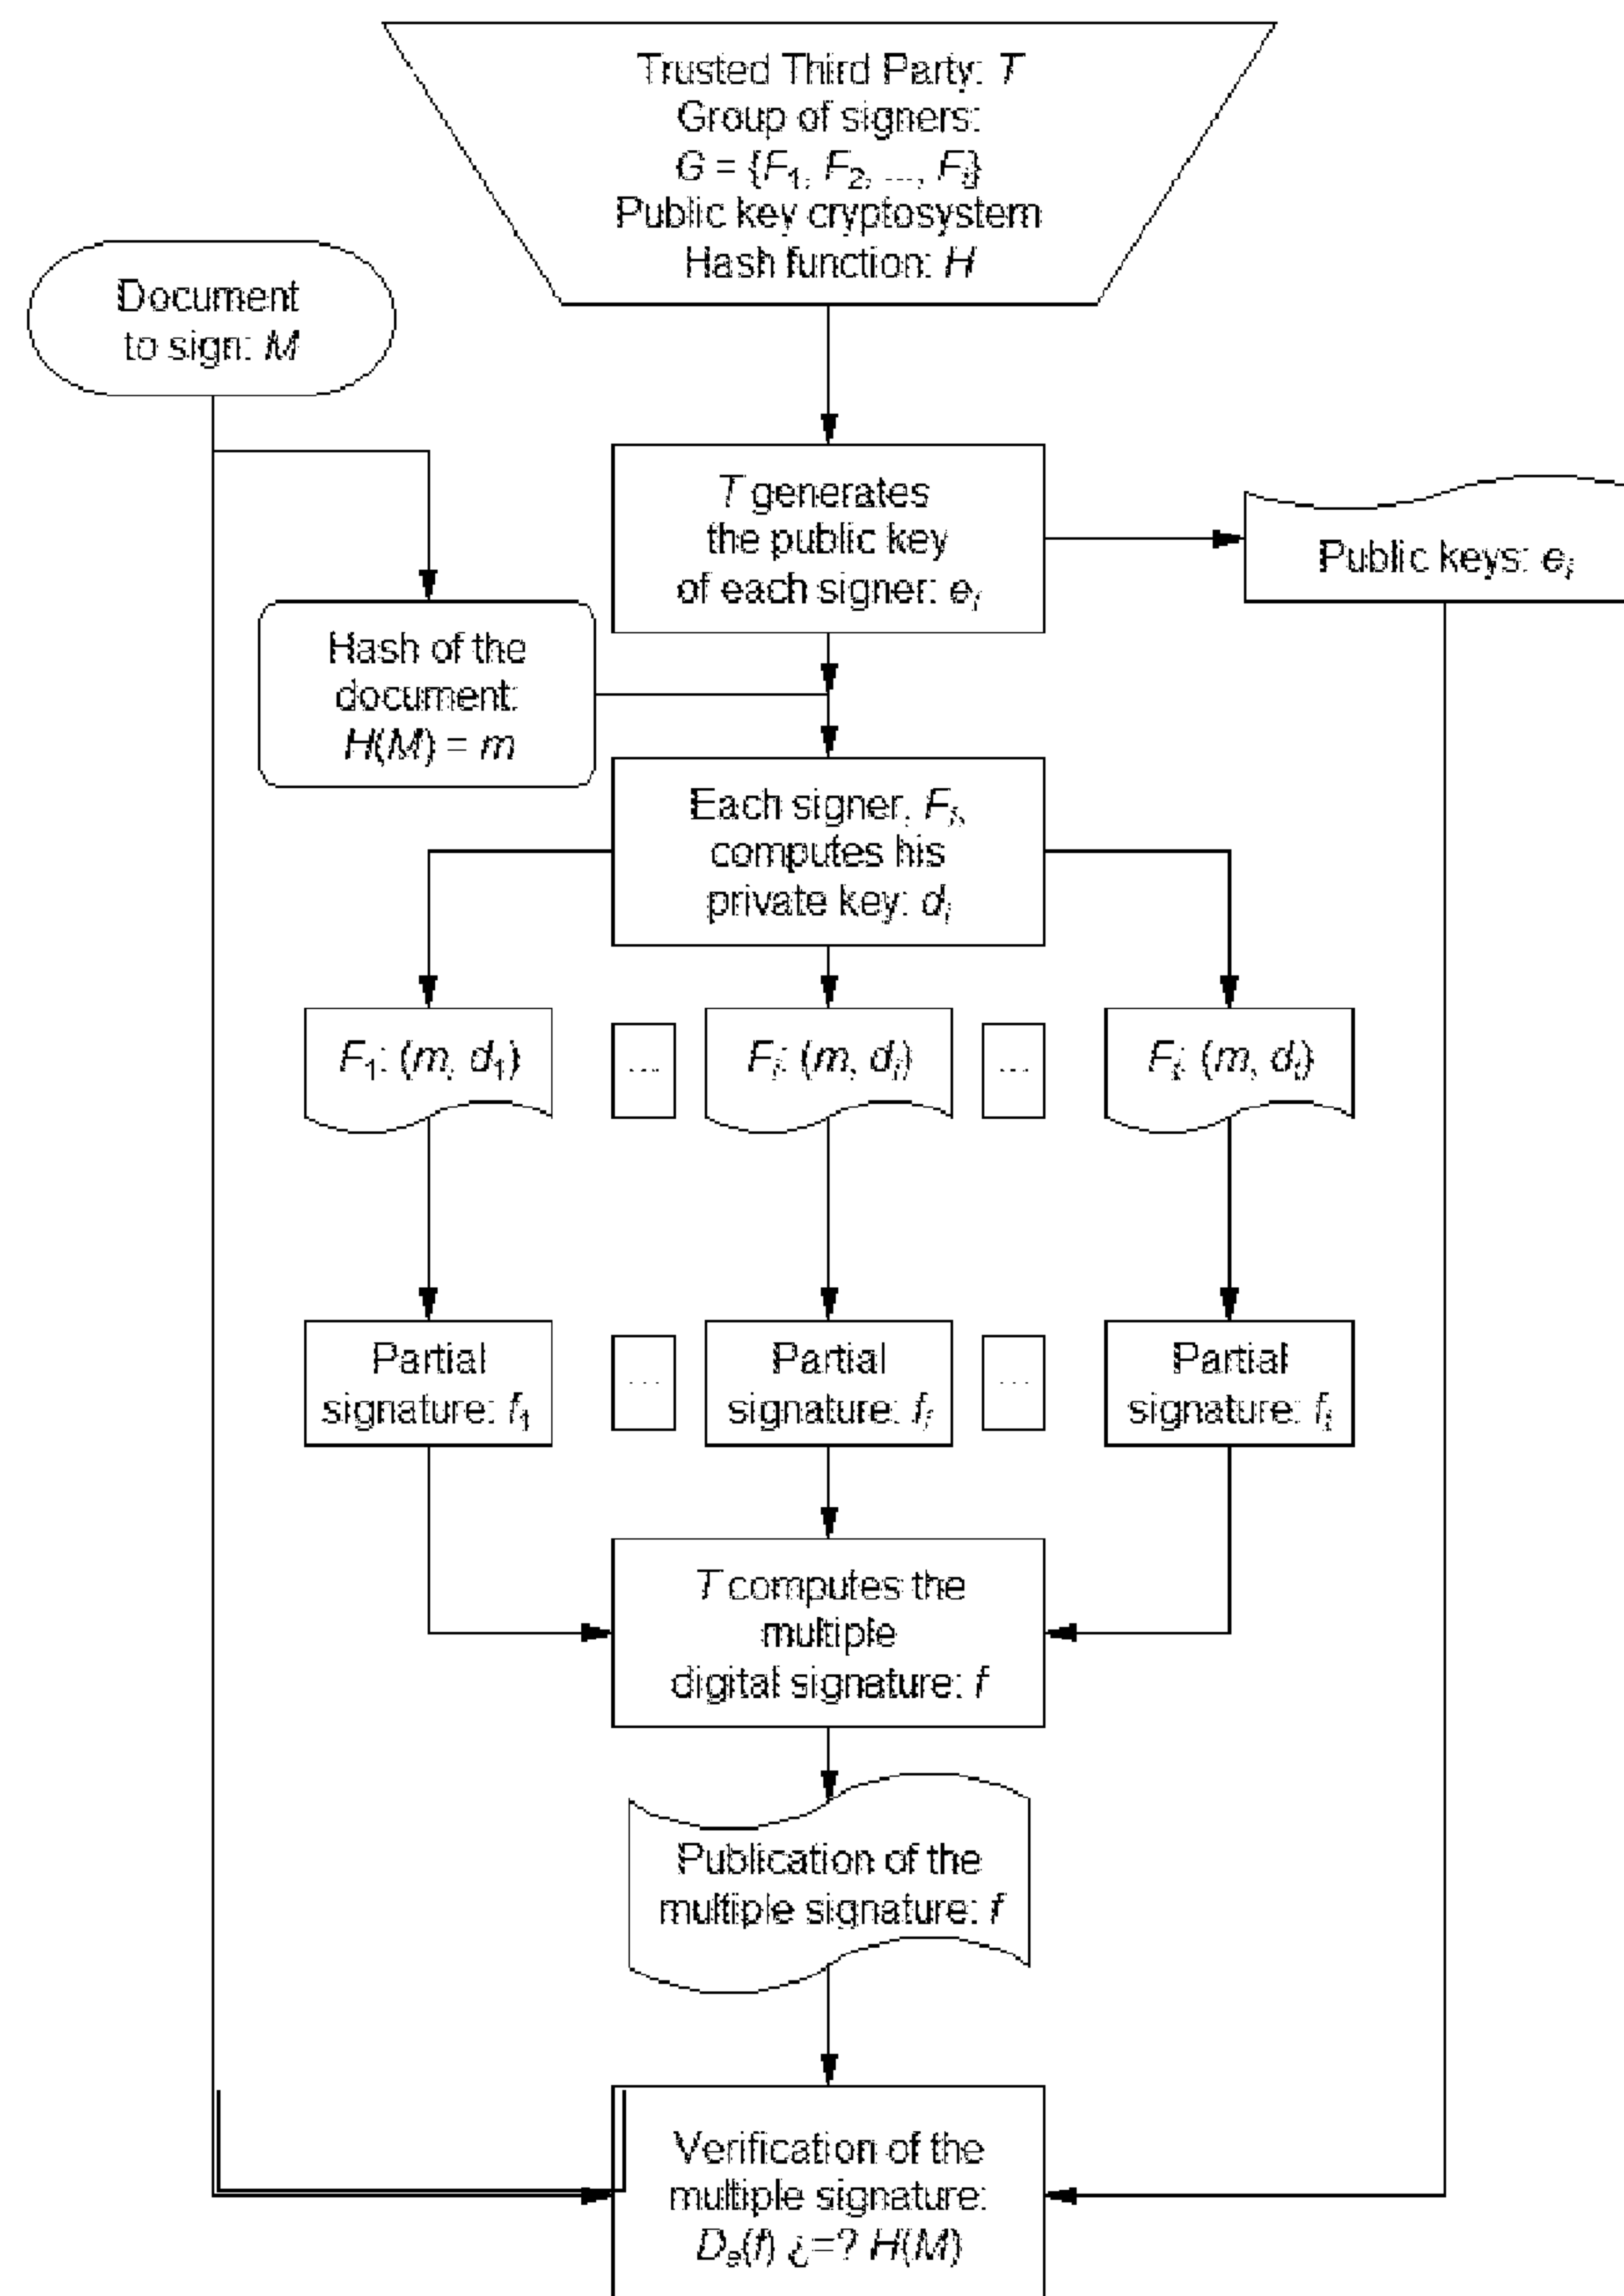 Trusted Third Party: T
Group of signers:
G = {F₁, F₂, ..., Fₜ}
Public key cryptosystem
Hash function: H
Document
to sign: M
T generates
the public key
of each signer: eᵢ
Public keys: eᵢ
Hash of the
document:
H(M) = m
Each signer, Fᵢ,
computes his
private key: dᵢ
F₁: (m, d₁)
...
Fᵢ: (m, dᵢ)
...
Fₜ: (m, dₜ)
Partial
signature: f₁
...
Partial
signature: fᵢ
...
Partial
signature: fₜ
T computes the
multiple
digital signature: f
Publication of the
multiple signature: f
Verification of the
multiple signature:
Dₑ(f) ¿=? H(M)